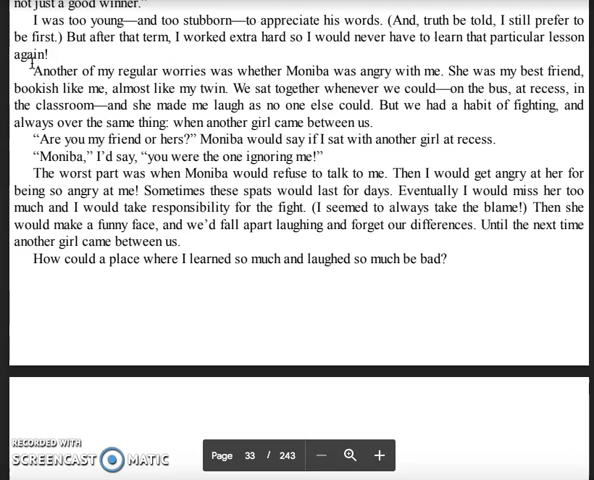 not just a good winner.”
I was too young—and too stubborn—to appreciate his words. (And, truth be told, I still prefer to
be first.) But after that term, I worked extra hard so I would never have to learn that particular lesson
again!
Another of my regular worries was whether Moniba was angry with me. She was my best friend,
bookish like me, almost like my twin. We sat together whenever we could—on the bus, at recess, in
the classroom—and she made me laugh as no one else could. But we had a habit of fighting, and
always over the same thing: when another girl came between us.
“Are you my friend or hers?” Moniba would say if I sat with another girl at recess.
“Moniba,” I’d say, “you were the one ignoring me!”
The worst part was when Moniba would refuse to talk to me. Then I would get angry at her for
being so angry at me! Sometimes these spats would last for days. Eventually I would miss her too
much and I would take responsibility for the fight. (I seemed to always take the blame!) Then she
would make a funny face, and we’d fall apart laughing and forget our differences. Until the next time
another girl came between us.
How could a place where I learned so much and laughed so much be bad?
RECORDED WITH
SCREENCAST MATIC
Page 33 / 243